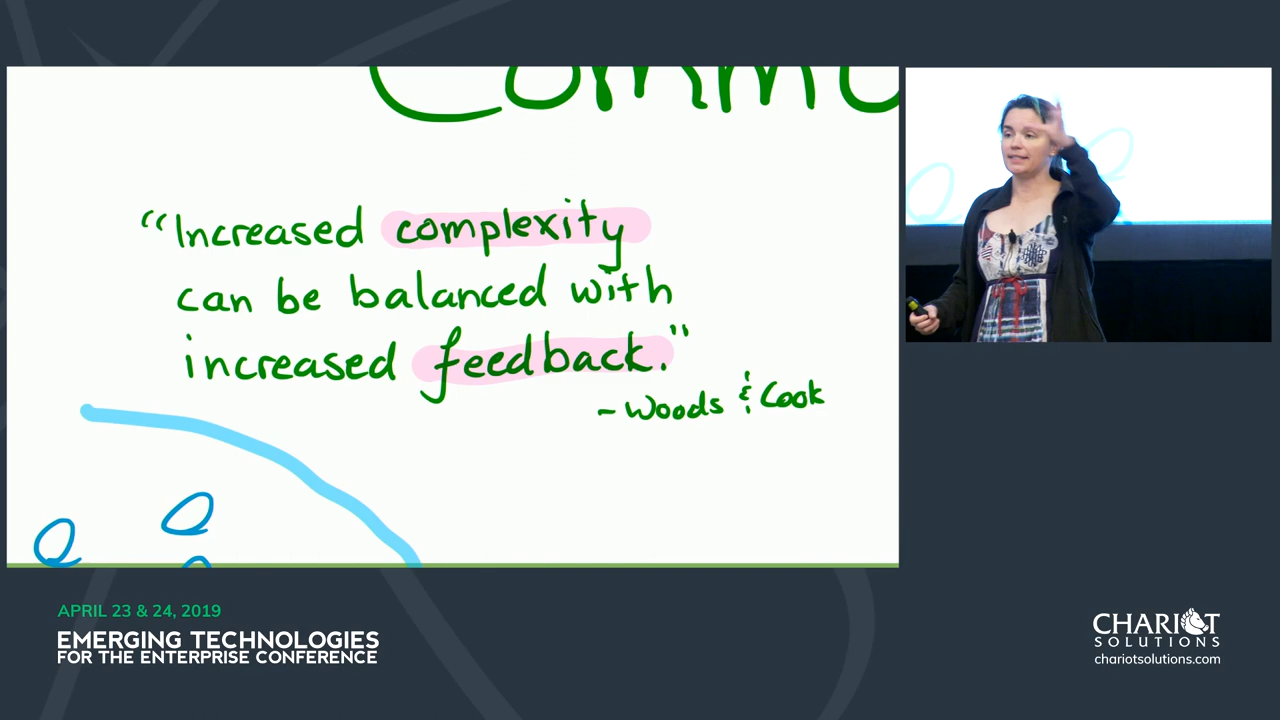 Commu
“Increased complexity
can be balanced with
increased feedback.”
~ Woods & Cook
APRIL 23 & 24, 2019
EMERGING TECHNOLOGIES
FOR THE ENTERPRISE CONFERENCE
CHARIOT
SOLUTIONS
chariotsolutions.com